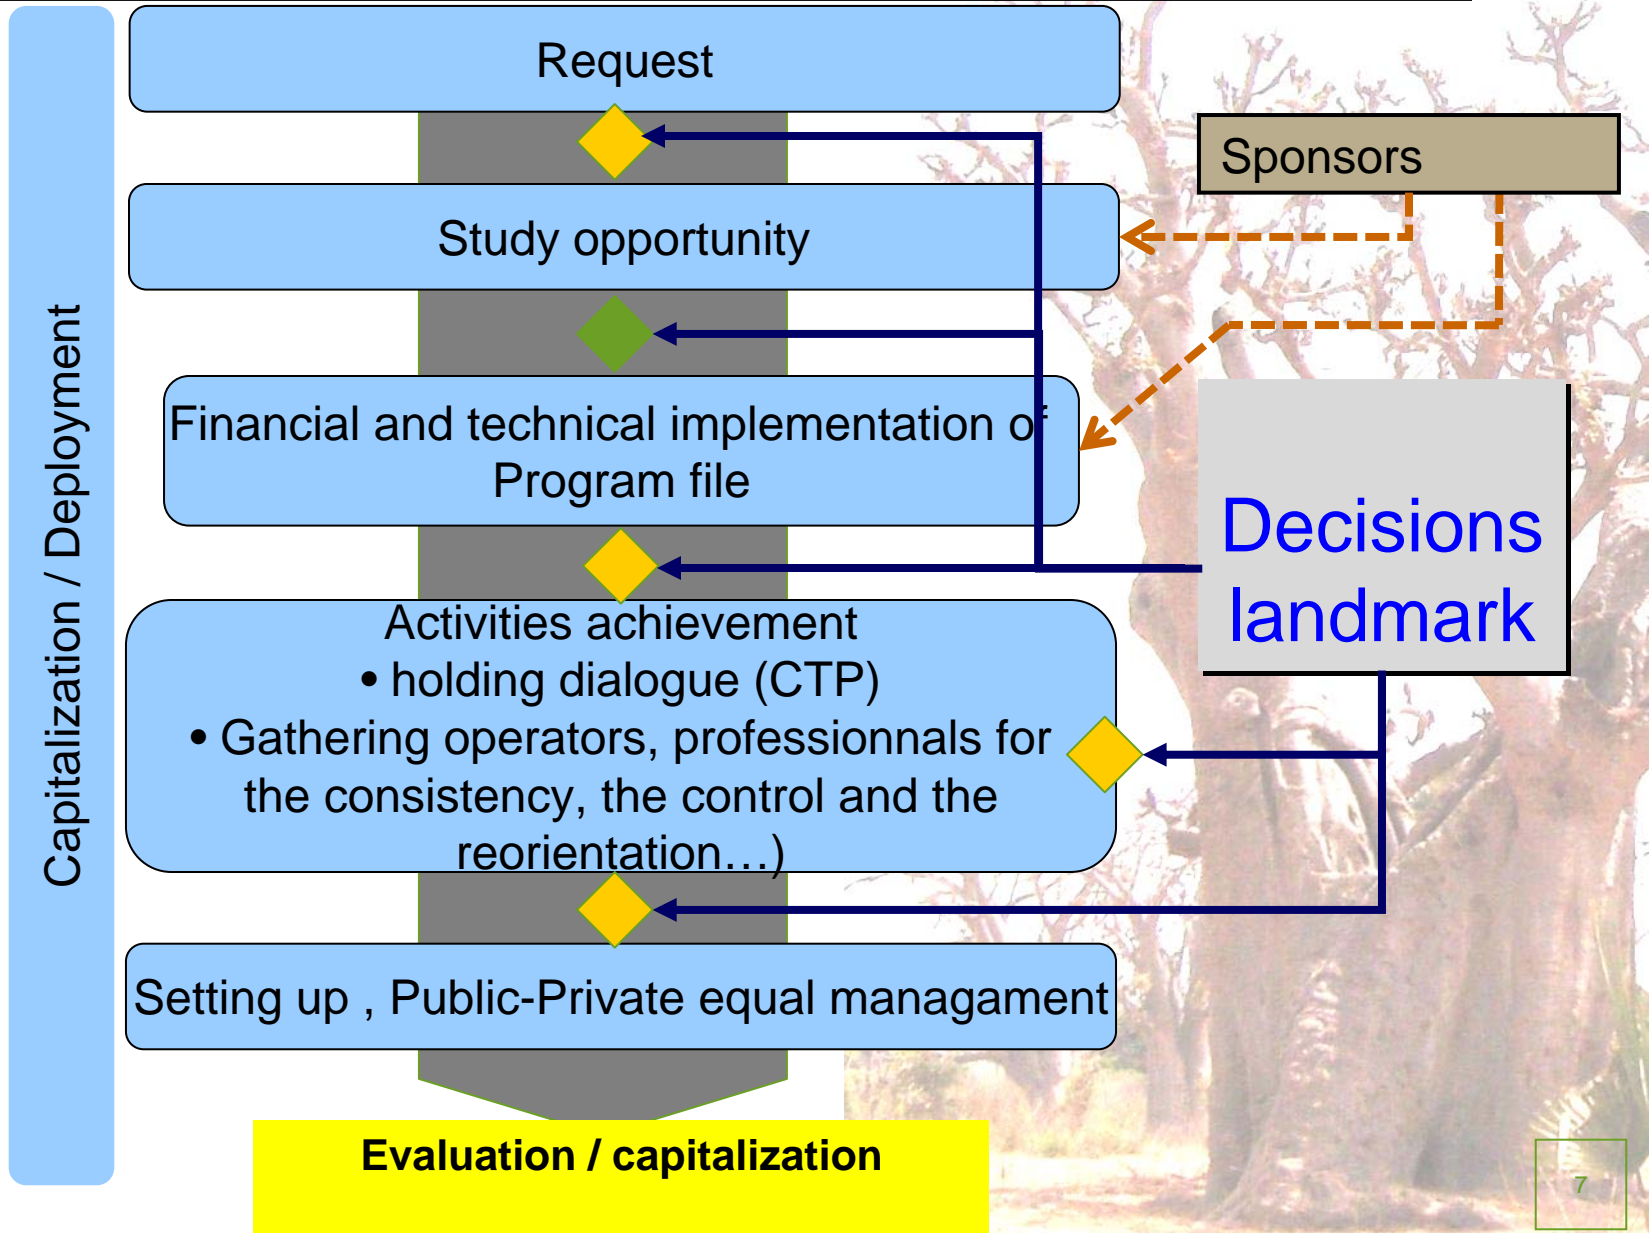 Capitalization / Deployment
Request
Sponsors
Study opportunity
Financial and technical implementation of
Program file
Decisions
landmark
Activities achievement
• holding dialogue (CTP)
• Gathering operators, professionnals for
the consistency, the control and the
reorientation…)
Setting up , Public-Private equal managament
Evaluation / capitalization
7